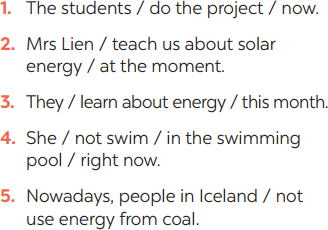 1. The students / do the project / now.
2. Mrs Lien / teach us about solar
energy / at the moment.
3. They / learn about energy / this month.
4. She / not swim / in the swimming
pool / right now.
5. Nowadays, people in Iceland / not
use energy from coal.